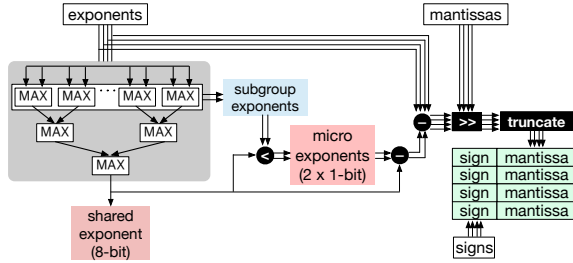 exponents
mantissas
MAX MAX ... MAX MAX
MAX MAX
MAX
subgroup
exponents
<
micro
exponents
(2 x 1-bit)
−
−
>>
truncate
shared
exponent
(8-bit)
sign mantissa
sign mantissa
sign mantissa
sign mantissa
signs